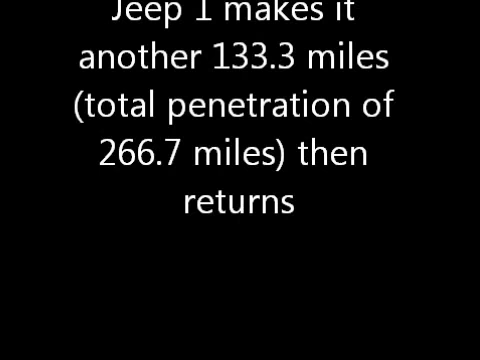 Jeep 1 makes it
another 133.3 miles
(total penetration of
266.7 miles) then
returns